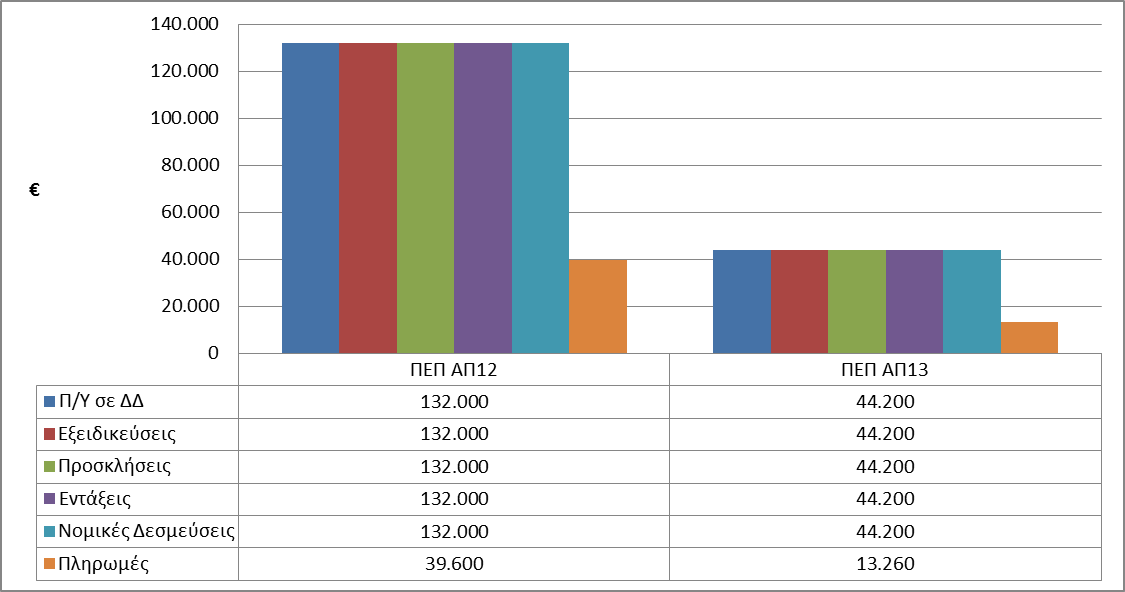 140.000
120.000
100.000
80.000
€
60.000
40.000
20.000
0
ΠΕΠ ΑΠ12 ΠΕΠ ΑΠ13
Π/Υ σε ΔΔ 132.000 44.200
Εξειδικεύσεις 132.000 44.200
Προσκλήσεις 132.000 44.200
Εντάξεις 132.000 44.200
Νομικές Δεσμεύσεις 132.000 44.200
Πληρωμές 39.600 13.260